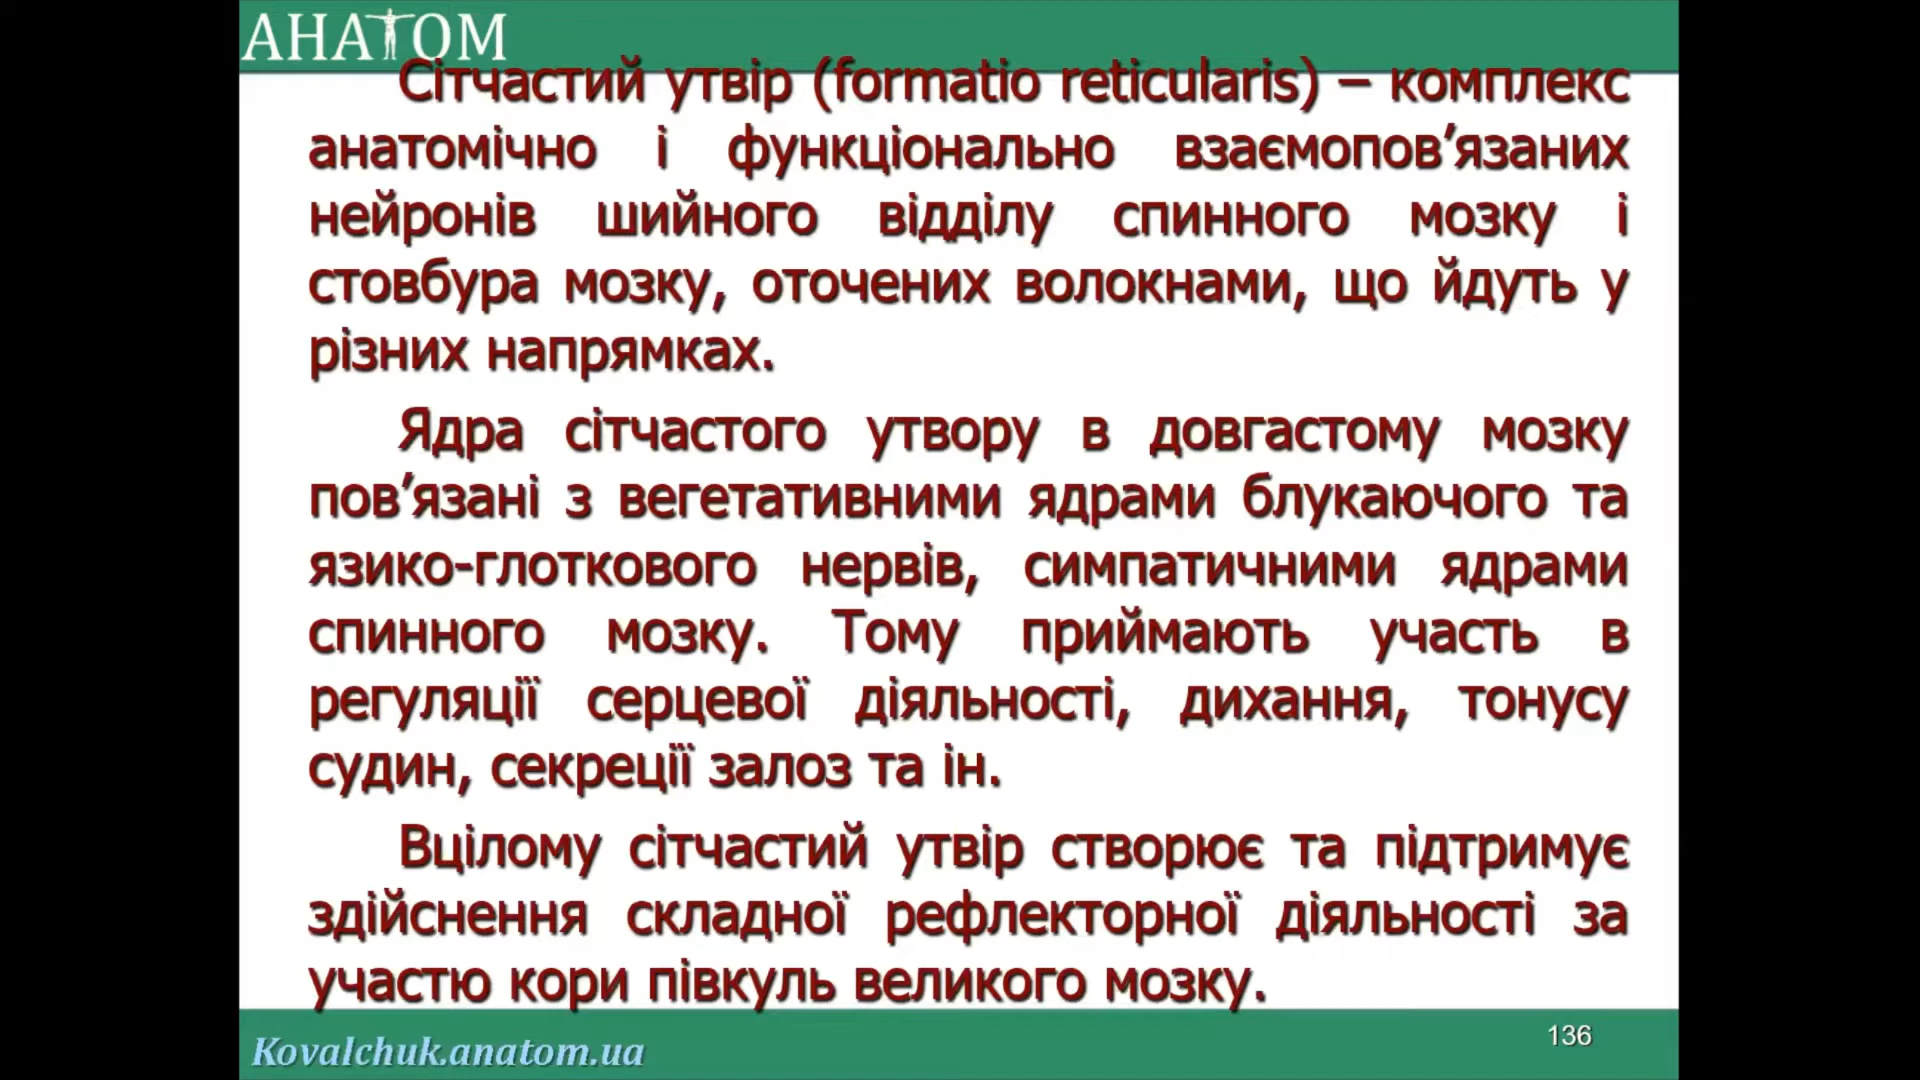 АНАТОМ
Сітчастий утвір (formatio reticularis) – комплекс
анатомічно і функціонально взаємопов’язаних
нейронів шийного відділу спинного мозку і
стовбура мозку, оточених волокнами, що йдуть у
різних напрямках.
Ядра сітчастого утвору в довгастому мозку
пов’язані з вегетативними ядрами блукаючого та
язико-глоткового нервів, симпатичними ядрами
спинного мозку. Тому приймають участь в
регуляції серцевої діяльності, дихання, тонусу
судин, секреції залоз та ін.
Вцілому сітчастий утвір створює та підтримує
здійснення складної рефлекторної діяльності за
участю кори півкуль великого мозку.
Kovalchuk.anatom.ua
136